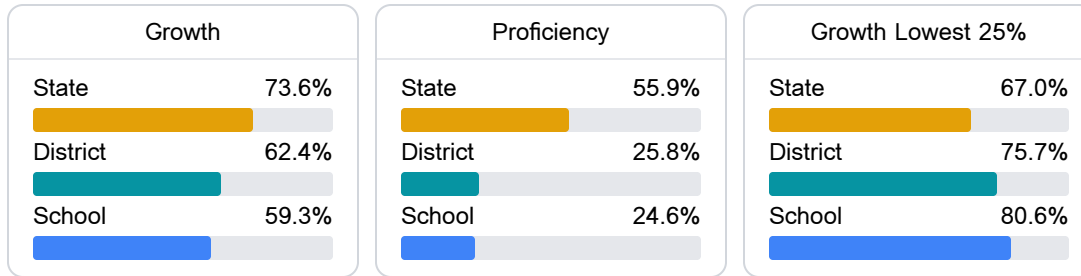 Growth
State 73.6%
District 62.4%
School 59.3%
Proficiency
State 55.9%
District 25.8%
School 24.6%
Growth Lowest 25%
State 67.0%
District 75.7%
School 80.6%